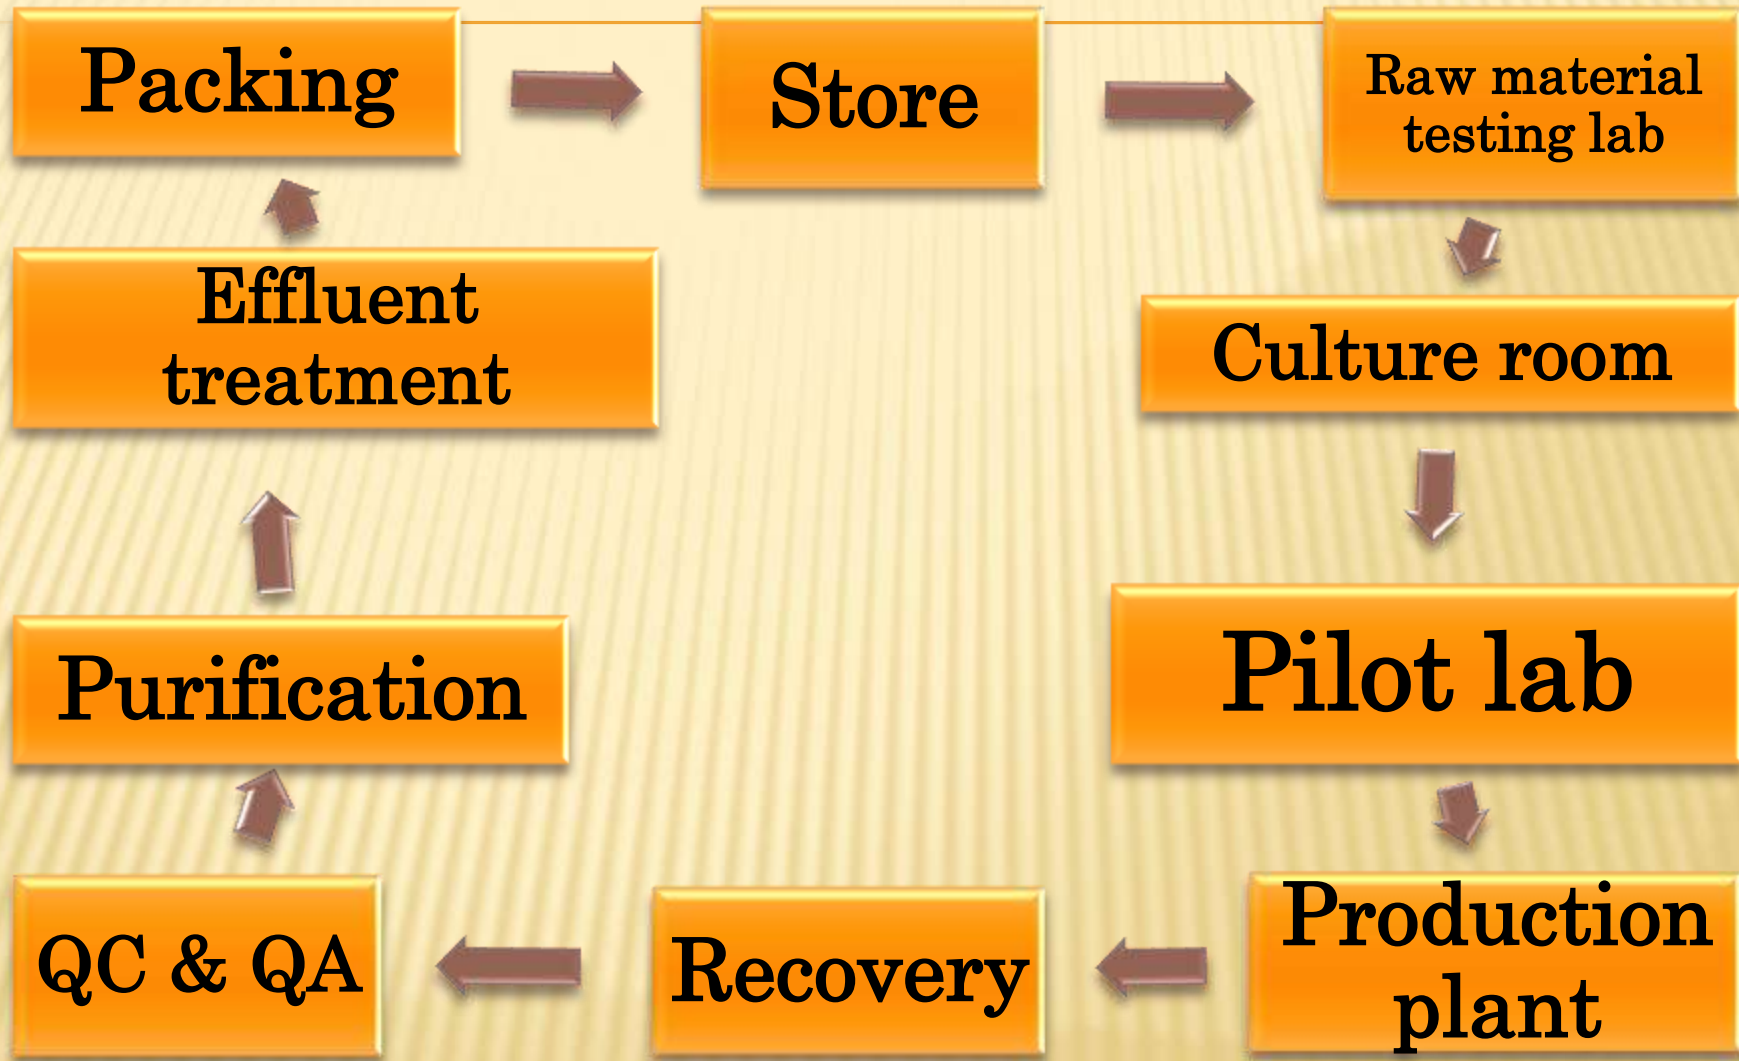 Packing
Store
Raw material
testing lab
Effluent
treatment
Culture room
Purification
Pilot lab
QC & QA
Recovery
Production
plant